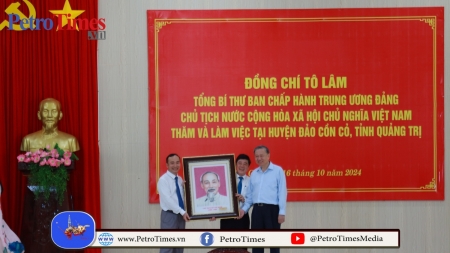 PetroTimes
.VN
ĐỒNG CHÍ TÔ LÂM
TỔNG BÍ THƯ BAN CHẤP HÀNH TRUNG ƯƠNG ĐẢNG
CHỦ TỊCH NƯỚC CỘNG HÒA XÃ HỘI CHỦ NGHĨA VIỆT NAM
THĂM VÀ LÀM VIỆC TẠI HUYỆN ĐẢO CỒN CỎ, TỈNH QUẢNG TRỊ
16 tháng 10 năm 2024
www.PetroTimes.vn
PetroTimes
@PetroTimesMedia